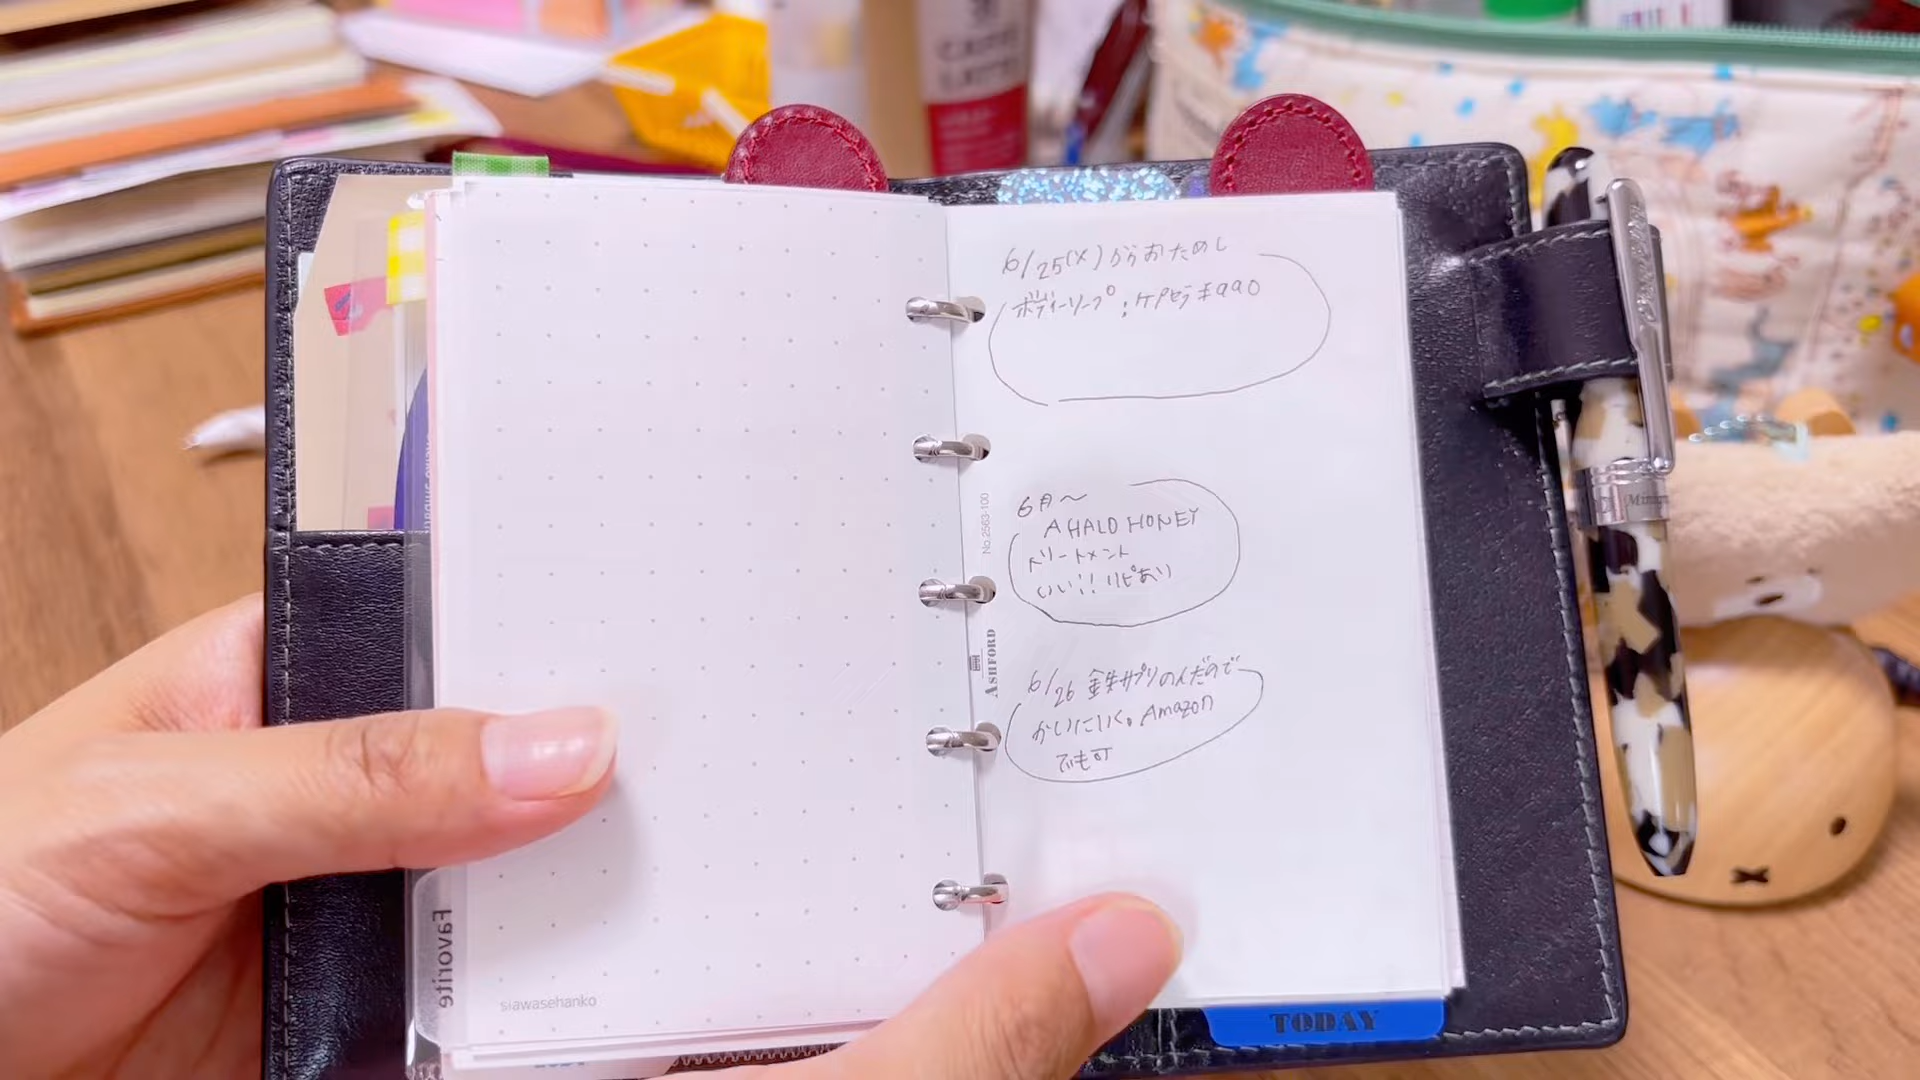 CAFE
LATTE
6/25(火)からおためし
ボディーソープ:ケアセラ ¥990
6月〜
AHALO HONEY
トリートメント
いい!! リピあり
6/26 鉄サプリのんだので
かいにいく。Amazon
でも可
No.2563-100
ASHFORD
Favorite
siawasehanko
TODAY